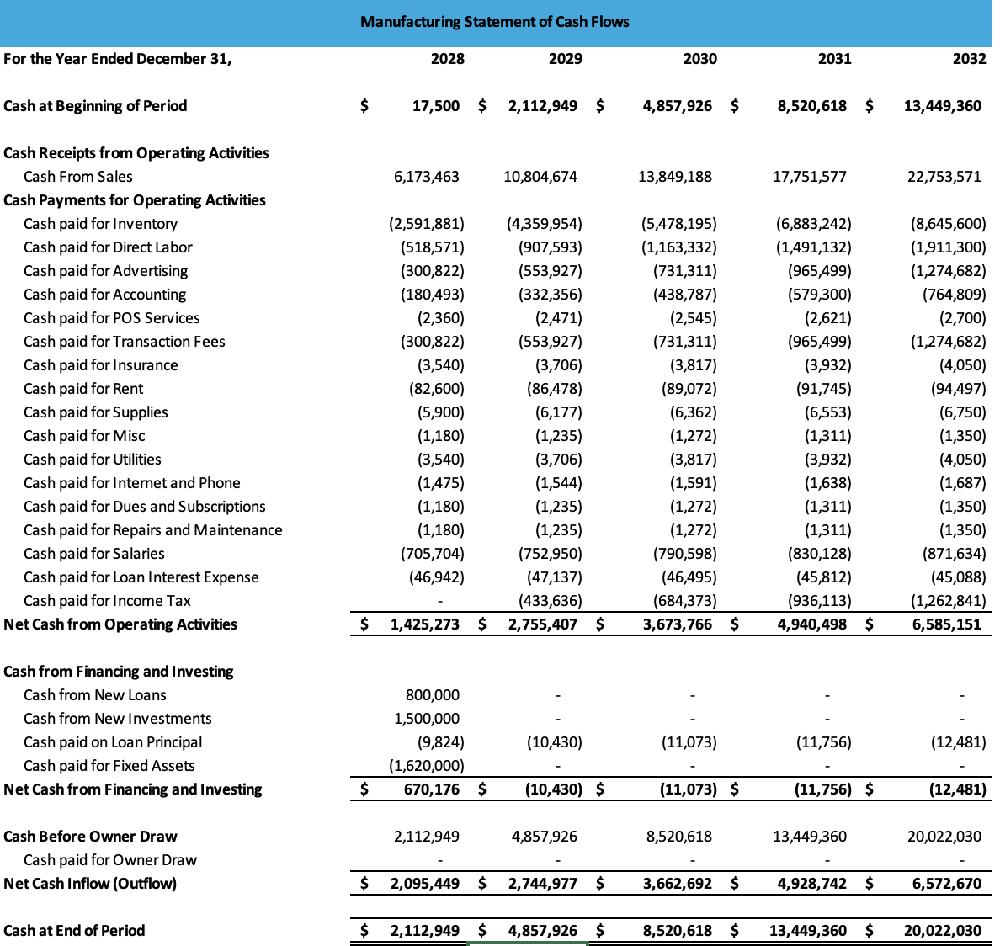 Manufacturing Statement of Cash Flows
For the Year Ended December 31, 2028 2029 2030 2031 2032
Cash at Beginning of Period $ 17,500 $ 2,112,949 $ 4,857,926 $ 8,520,618 $ 13,449,360
Cash Receipts from Operating Activities
Cash From Sales 6,173,463 10,804,674 13,849,188 17,751,577 22,753,571
Cash Payments for Operating Activities
Cash paid for Inventory (2,591,881) (4,359,954) (5,478,195) (6,883,242) (8,645,600)
Cash paid for Direct Labor (518,571) (907,593) (1,163,332) (1,491,132) (1,911,300)
Cash paid for Advertising (300,822) (553,927) (731,311) (965,499) (1,274,682)
Cash paid for Accounting (180,493) (332,356) (438,787) (579,300) (764,809)
Cash paid for POS Services (2,360) (2,471) (2,545) (2,621) (2,700)
Cash paid for Transaction Fees (300,822) (553,927) (731,311) (965,499) (1,274,682)
Cash paid for Insurance (3,540) (3,706) (3,817) (3,932) (4,050)
Cash paid for Rent (82,600) (86,478) (89,072) (91,745) (94,497)
Cash paid for Supplies (5,900) (6,177) (6,362) (6,553) (6,750)
Cash paid for Misc (1,180) (1,235) (1,272) (1,311) (1,350)
Cash paid for Utilities (3,540) (3,706) (3,817) (3,932) (4,050)
Cash paid for Internet and Phone (1,475) (1,544) (1,591) (1,638) (1,687)
Cash paid for Dues and Subscriptions (1,180) (1,235) (1,272) (1,311) (1,350)
Cash paid for Repairs and Maintenance (1,180) (1,235) (1,272) (1,311) (1,350)
Cash paid for Salaries (705,704) (752,950) (790,598) (830,128) (871,634)
Cash paid for Loan Interest Expense (46,942) (47,137) (46,495) (45,812) (45,088)
Cash paid for Income Tax - (433,636) (684,373) (936,113) (1,262,841)
Net Cash from Operating Activities $ 1,425,273 $ 2,755,407 $ 3,673,766 $ 4,940,498 $ 6,585,151
Cash from Financing and Investing
Cash from New Loans 800,000 - - - -
Cash from New Investments 1,500,000 - - - -
Cash paid on Loan Principal (9,824) (10,430) (11,073) (11,756) (12,481)
Cash paid for Fixed Assets (1,620,000) - - - -
Net Cash from Financing and Investing $ 670,176 $ (10,430) $ (11,073) $ (11,756) $ (12,481)
Cash Before Owner Draw 2,112,949 4,857,926 8,520,618 13,449,360 20,022,030
Cash paid for Owner Draw - - - - -
Net Cash Inflow (Outflow) $ 2,095,449 $ 2,744,977 $ 3,662,692 $ 4,928,742 $ 6,572,670
Cash at End of Period $ 2,112,949 $ 4,857,926 $ 8,520,618 $ 13,449,360 $ 20,022,030